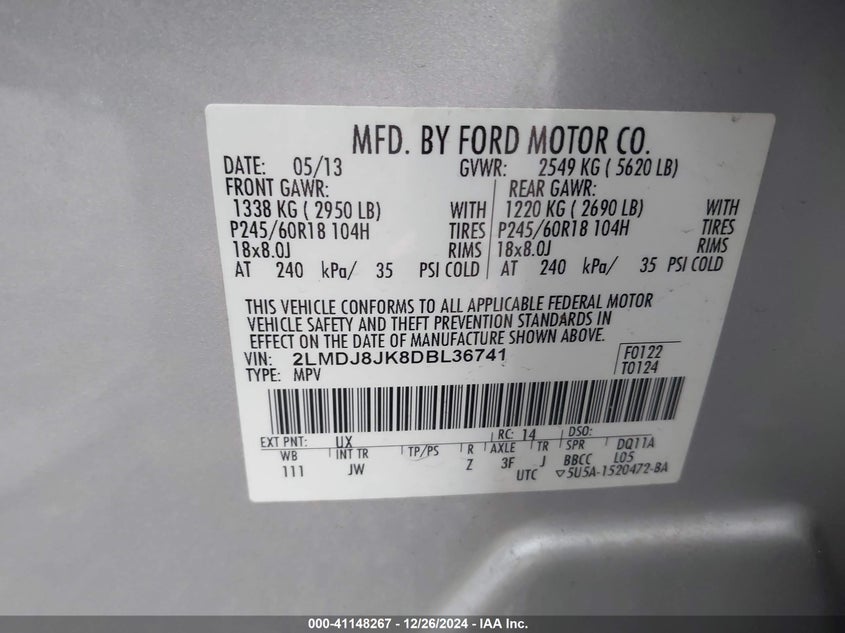 MFD. BY FORD MOTOR CO.
DATE: 05/13 GVWR: 2549 KG ( 5620 LB)
FRONT GAWR: REAR GAWR:
1338 KG ( 2950 LB) WITH 1220 KG ( 2690 LB) WITH
P245/60R18 104H TIRES P245/60R18 104H TIRES
18x8.0J RIMS 18x8.0J RIMS
AT 240 kPa/ 35 PSI COLD AT 240 kPa/ 35 PSI COLD
THIS VEHICLE CONFORMS TO ALL APPLICABLE FEDERAL MOTOR
VEHICLE SAFETY AND THEFT PREVENTION STANDARDS IN
EFFECT ON THE DATE OF MANUFACTURE SHOWN ABOVE.
VIN: 2LMDJ8JK8DBL36741 F0122
TYPE: MPV T0124
EXT PNT: UX RC: 14 DSO:
WB INT TR TP/PS R AXLE TR SPR DQ11A
111 JW Z 3F J BBCC L05
UTC ▽5U5A-1520472-BA
000-41148267 - 12/26/2024 - IAA Inc.